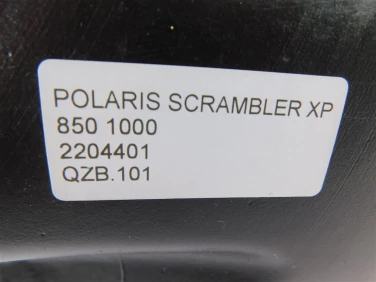 POLARIS SCRAMBLER XP
850 1000
2204401
QZB.101